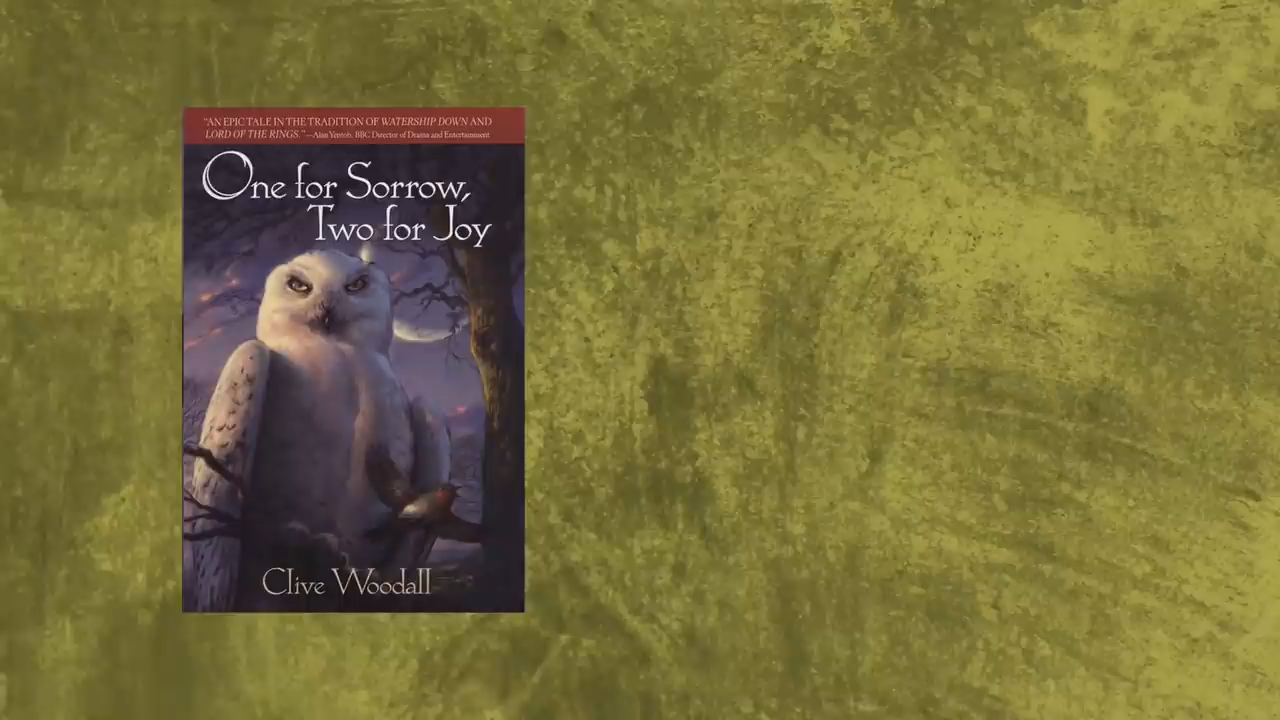 "AN EPIC TALE IN THE TRADITION OF WATERSHIP DOWN AND
LORD OF THE RINGS."—Alan Yentob, BBC Director of Drama and Entertainment
One for Sorrow,
Two for Joy
Clive Woodall